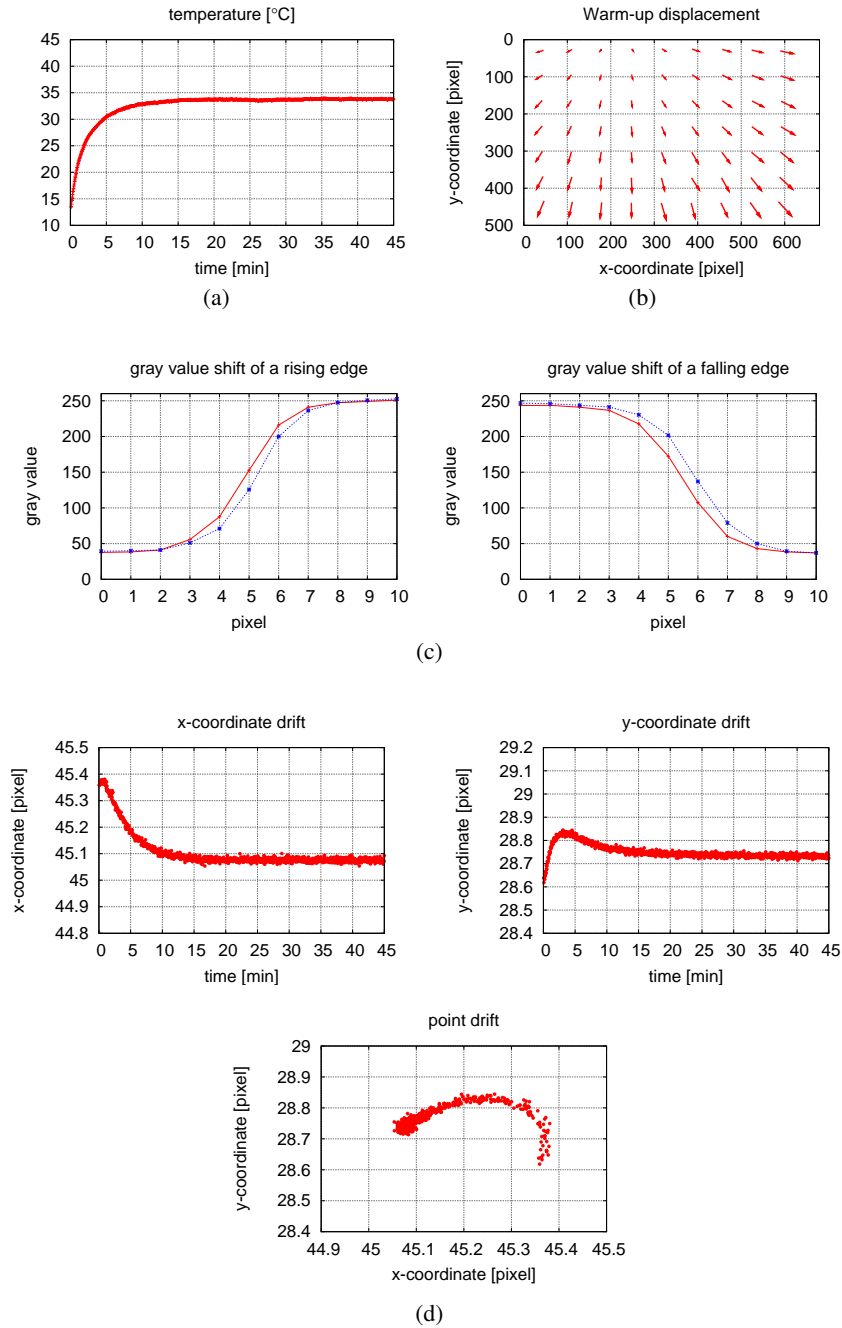 temperature [°C]
45
40
35
30
25
20
15
10
0 5 10 15 20 25 30 35 40 45
time [min]
(a)
Warm-up displacement
y-coordinate [pixel]
0
100
200
300
400
500
0 100 200 300 400 500 600
x-coordinate [pixel]
(b)
gray value shift of a rising edge
gray value
250
200
150
100
50
0
0 1 2 3 4 5 6 7 8 9 10
pixel
gray value shift of a falling edge
gray value
250
200
150
100
50
0
0 1 2 3 4 5 6 7 8 9 10
pixel
(c)
x-coordinate drift
x-coordinate [pixel]
45.5
45.4
45.3
45.2
45.1
45
44.9
44.8
0 5 10 15 20 25 30 35 40 45
time [min]
y-coordinate drift
y-coordinate [pixel]
29.2
29.1
29
28.9
28.8
28.7
28.6
28.5
28.4
0 5 10 15 20 25 30 35 40 45
time [min]
point drift
y-coordinate [pixel]
29
28.9
28.8
28.7
28.6
28.5
28.4
44.9 45 45.1 45.2 45.3 45.4 45.5
x-coordinate [pixel]
(d)